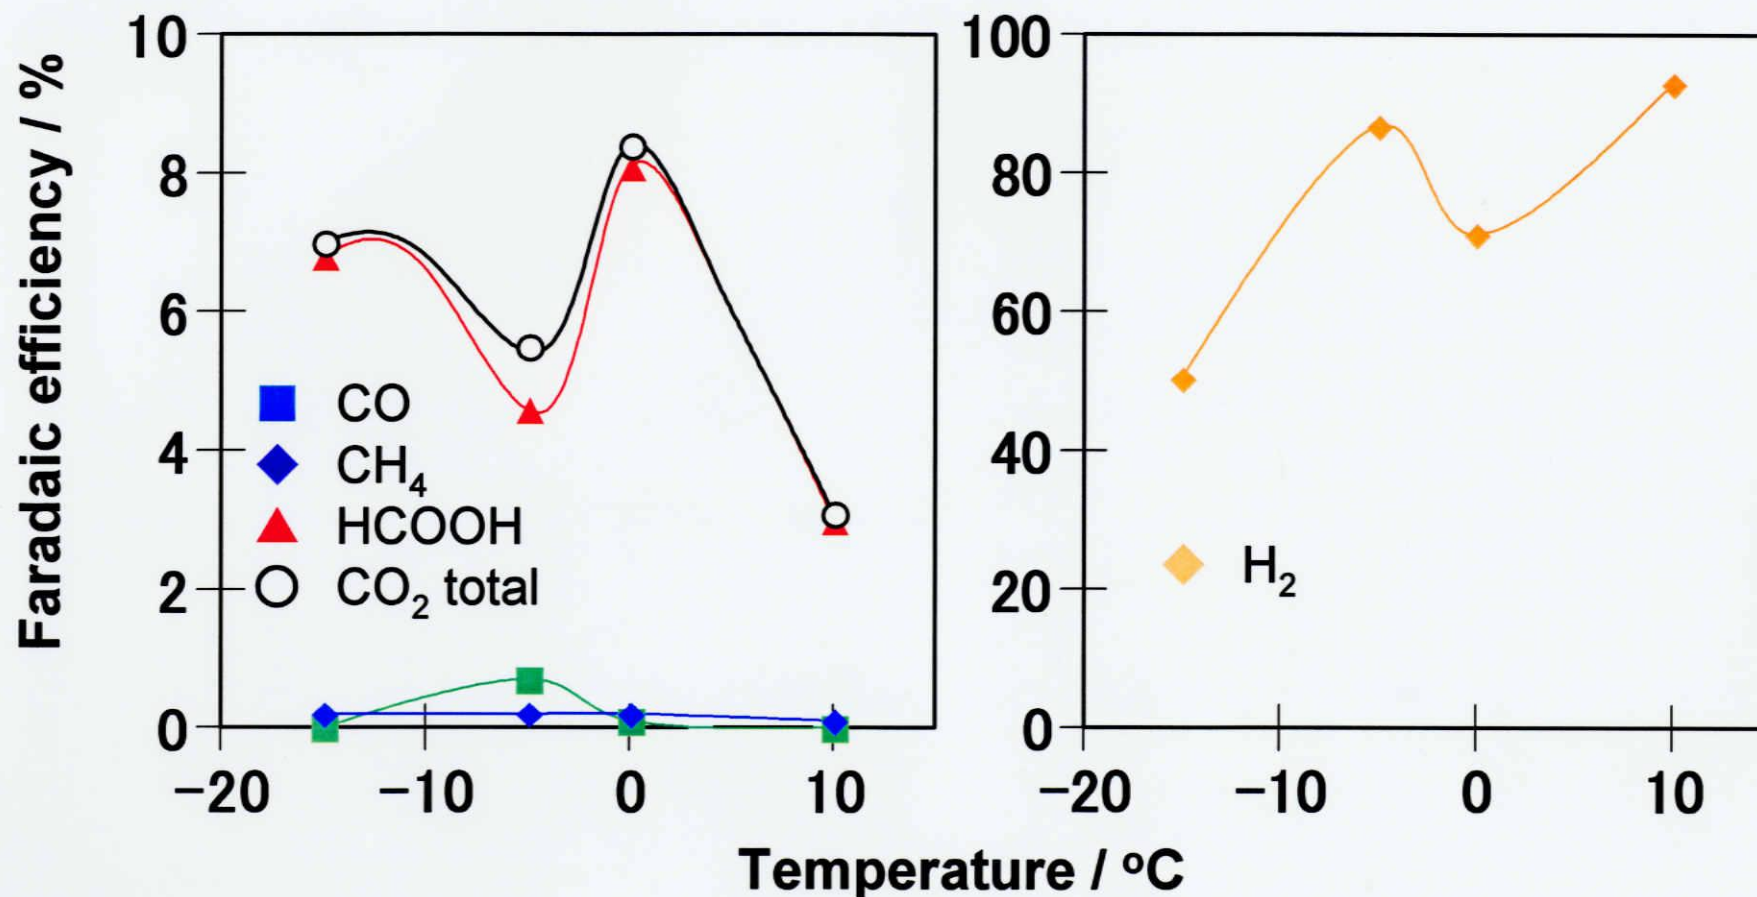 Faradaic efficiency / %
10
8
6
4
2
0
−20 −10 0 10
CO
CH₄
HCOOH
CO₂ total
100
80
60
40
20
0
−20 −10 0 10
H₂
Temperature / °C